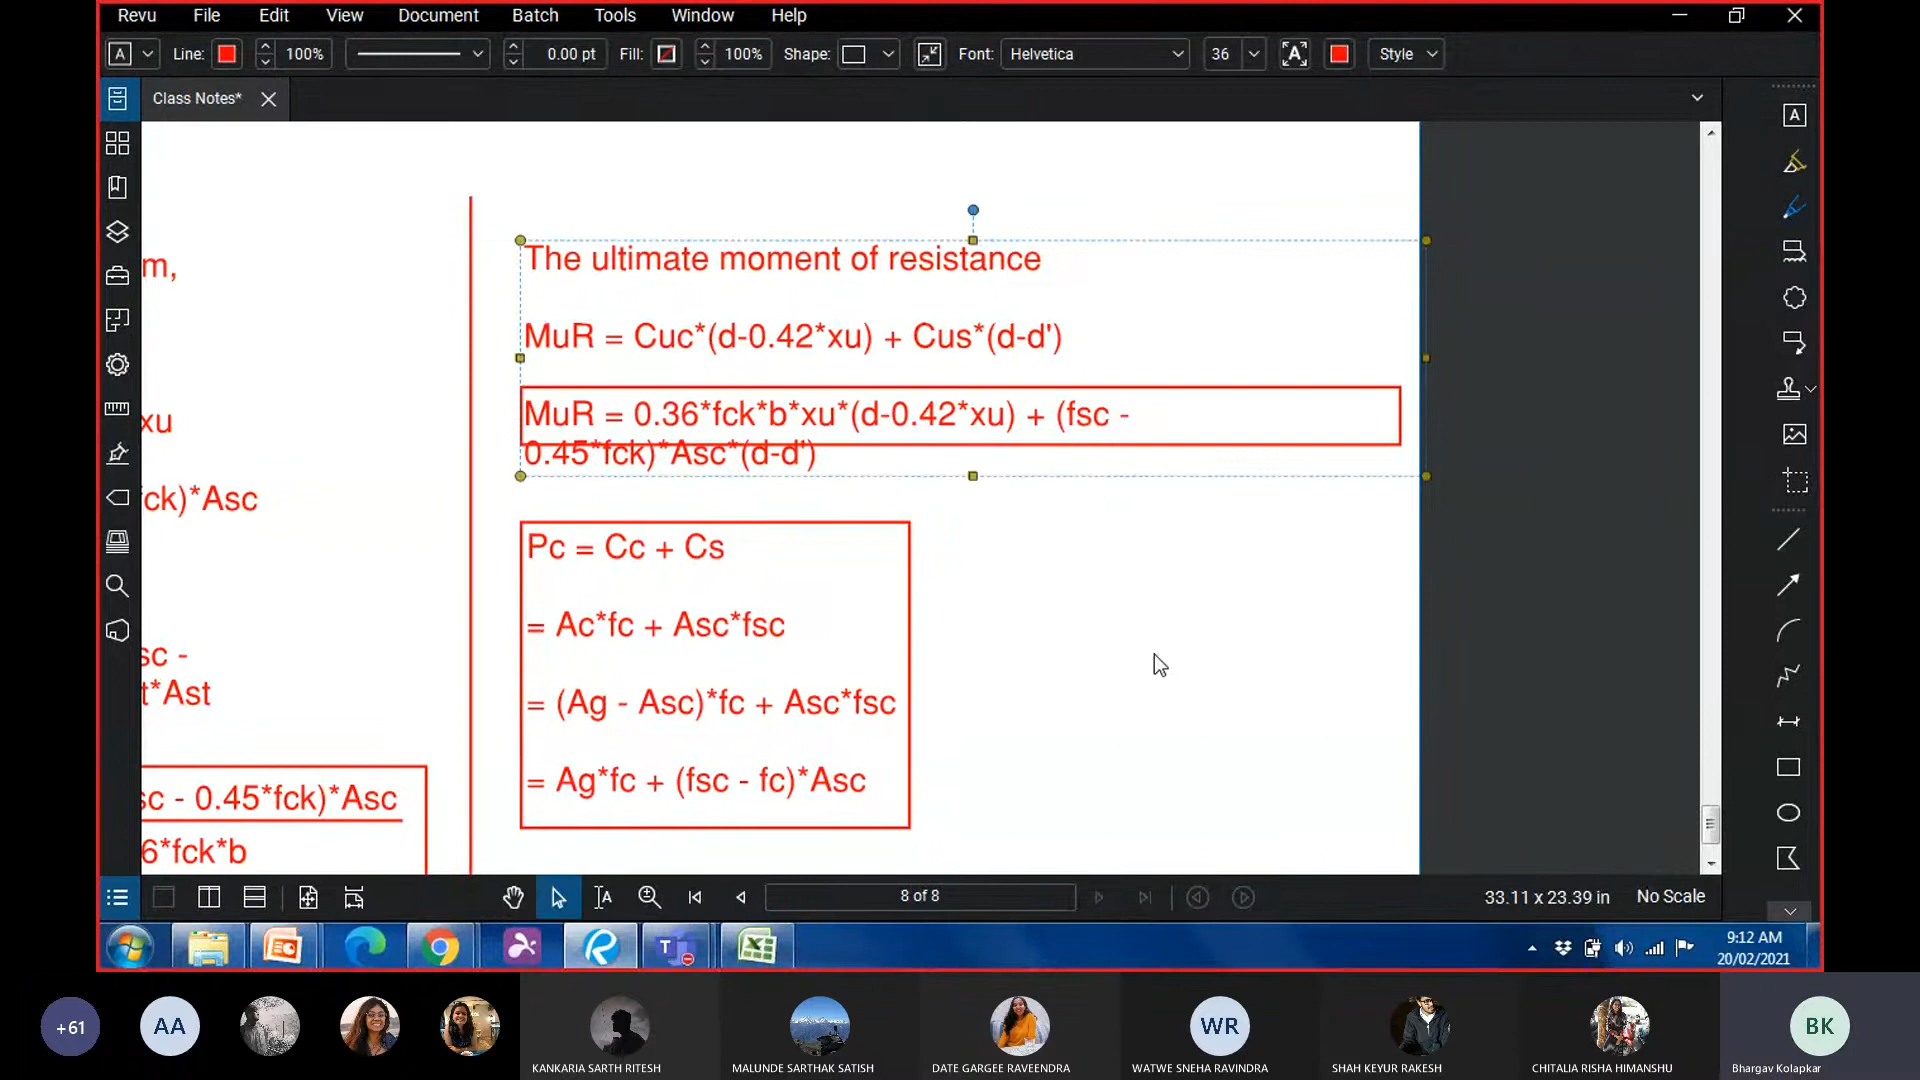 Revu File Edit View Document Batch Tools Window Help
A Line: 100% 0.00 pt Fill: 100% Shape: Font: Helvetica 36 A Style
Class Notes*
A
m,
xu
ck)*Asc
sc -
t*Ast
sc - 0.45*fck)*Asc
6*fck*b
The ultimate moment of resistance
MuR = Cuc*(d-0.42*xu) + Cus*(d-d')
MuR = 0.36*fck*b*xu*(d-0.42*xu) + (fsc -
0.45*fck)*Asc*(d-d')
Pc = Cc + Cs
= Ac*fc + Asc*fsc
= (Ag - Asc)*fc + Asc*fsc
= Ag*fc + (fsc - fc)*Asc
8 of 8
33.11 x 23.39 in No Scale
9:12 AM
20/02/2021
+61 AA WR BK
KANKARIA SARTH RITESH MALUNDE SARTHAK SATISH DATE GARGEE RAVEENDRA WATWE SNEHA RAVINDRA SHAH KEYUR RAKESH CHITALIA RISHA HIMANSHU Bhargav Kolapkar